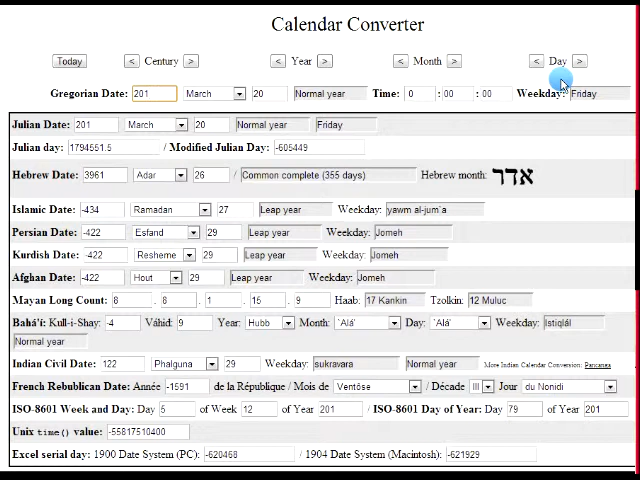 Calendar Converter
Today < Century > < Year > < Month > < Day >
Gregorian Date: 201 March 20 Normal year Time: 0 : 00 : 00 Weekday: Friday
Julian Date: 201 March 20 Normal year Friday
Julian day: 1794551.5 / Modified Julian Day: -605449
Hebrew Date: 3961 Adar 26 / Common complete (355 days) Hebrew month: אדר
Islamic Date: -434 Ramadan 27 Leap year Weekday: yawm al-jum`a
Persian Date: -422 Esfand 29 Leap year Weekday: Jomeh
Kurdish Date: -422 Resheme 29 Leap year Weekday: Jomeh
Afghan Date: -422 Hout 29 Leap year Weekday: Jomeh
Mayan Long Count: 8 . 8 . 1 . 15 . 9 Haab: 17 Kankin Tzolkin: 12 Muluc
Bahá'í: Kull-i-Shay: -4 Váhid: 9 Year: Hubb Month: `Alá' Day: `Alá' Weekday: Istiqlál
Normal year
Indian Civil Date: 122 Phalguna 29 Weekday: sukravara Normal year More Indian Calendar Conversion: Pancanga
French Rebublican Date: Année -1591 de la République / Mois de Ventôse / Décade III Jour du Nonidi
ISO-8601 Week and Day: Day 5 of Week 12 of Year 201 / ISO-8601 Day of Year: Day 79 of Year 201
Unix time() value: -55817510400
Excel serial day: 1900 Date System (PC): -620468 / 1904 Date System (Macintosh): -621929